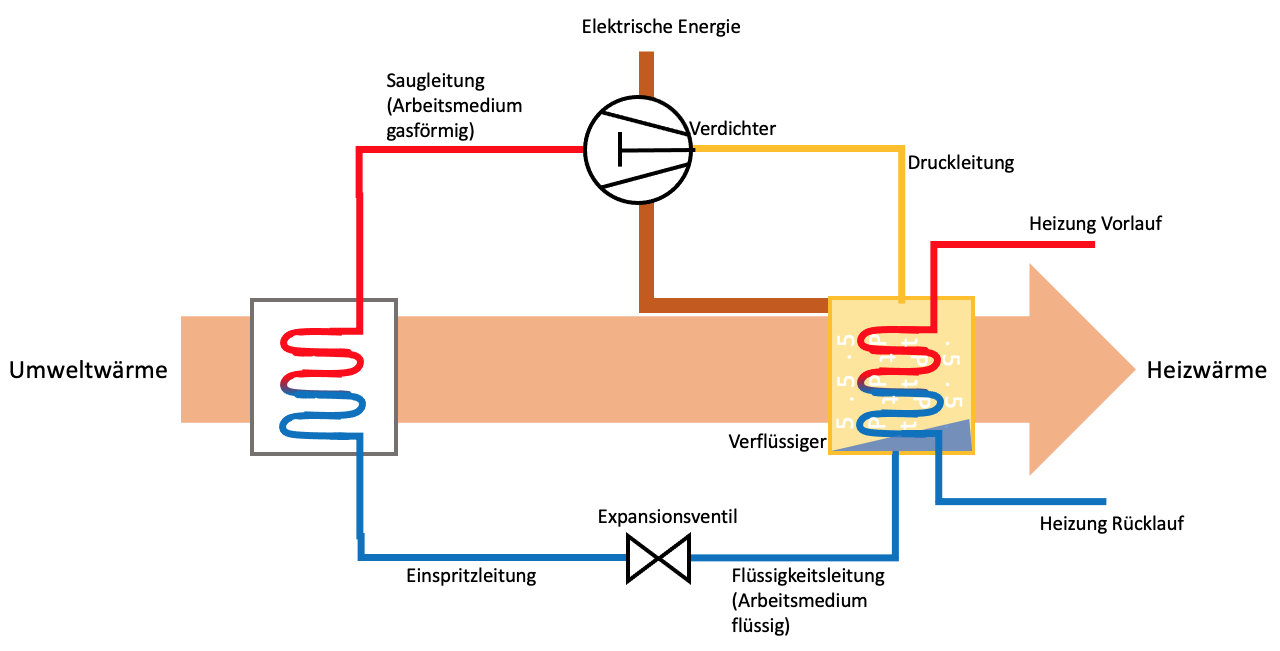 Elektrische Energie
Saugleitung
(Arbeitsmedium
gasförmig)
Verdichter
Druckleitung
Heizung Vorlauf
Umweltwärme
Heizwärme
Verflüssiger
Expansionsventil
Heizung Rücklauf
Einspritzleitung
Flüssigkeitsleitung
(Arbeitsmedium
flüssig)